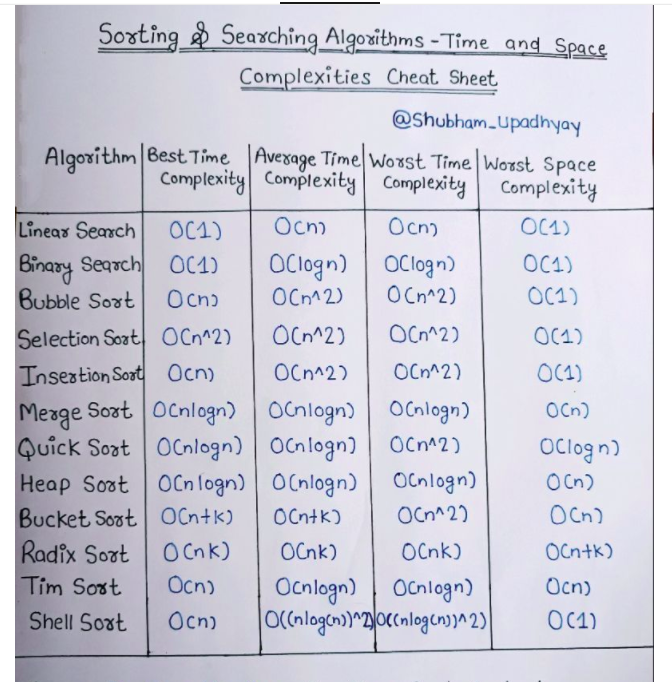 Sorting & Searching Algorithms - Time and Space
Complexities Cheat Sheet
@Shubham_Upadhyay
Algorithm | Best Time Complexity | Average Time Complexity | Worst Time Complexity | Worst Space Complexity
Linear Search O(1) O(n) O(n) O(1)
Binary Search O(1) O(logn) O(logn) O(1)
Bubble Sort O(n) O(n^2) O(n^2) O(1)
Selection Sort O(n^2) O(n^2) O(n^2) O(1)
Insertion Sort O(n) O(n^2) O(n^2) O(1)
Merge Sort O(nlogn) O(nlogn) O(nlogn) O(n)
Quick Sort O(nlogn) O(nlogn) O(n^2) O(logn)
Heap Sort O(nlogn) O(nlogn) O(nlogn) O(n)
Bucket Sort O(n+k) O(n+k) O(n^2) O(n)
Radix Sort O(nk) O(nk) O(nk) O(n+k)
Tim Sort O(n) O(nlogn) O(nlogn) O(n)
Shell Sort O(n) O((nlog(n))^2) O((nlog(n))^2) O(1)